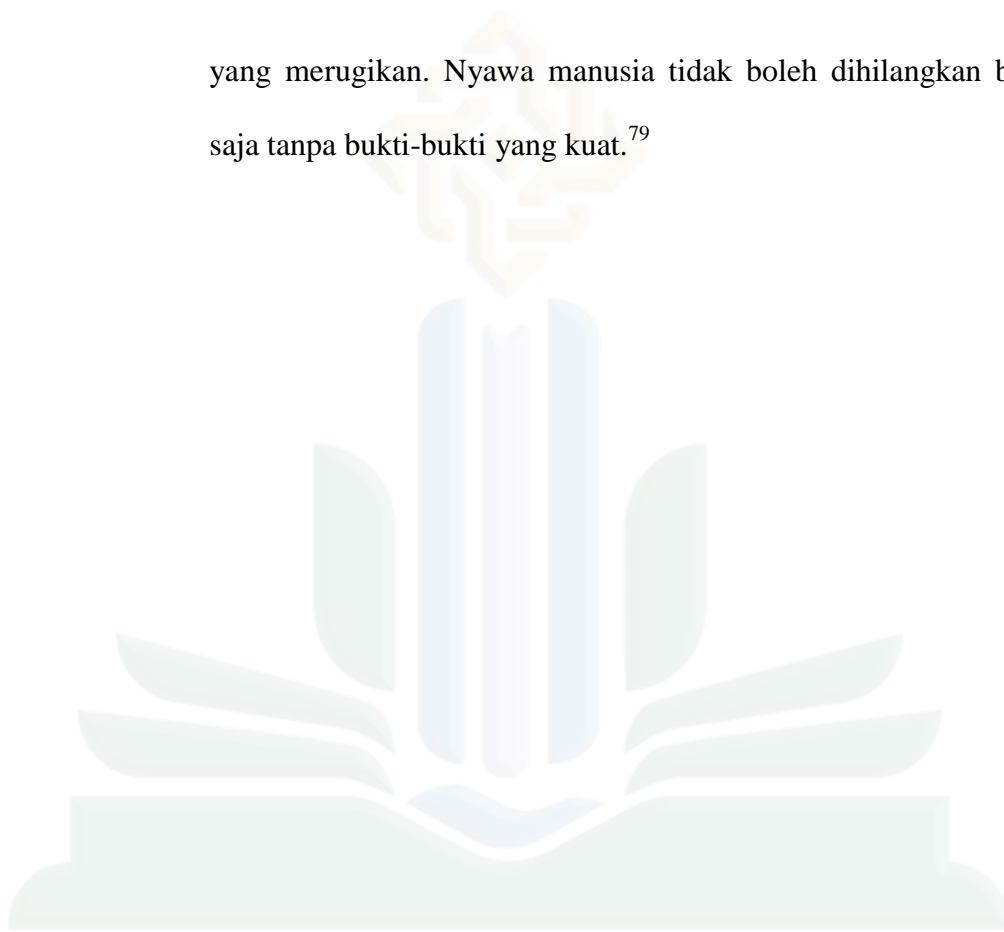 yang merugikan. Nyawa manusia tidak boleh dihilangkan
saja tanpa bukti-bukti yang kuat.79